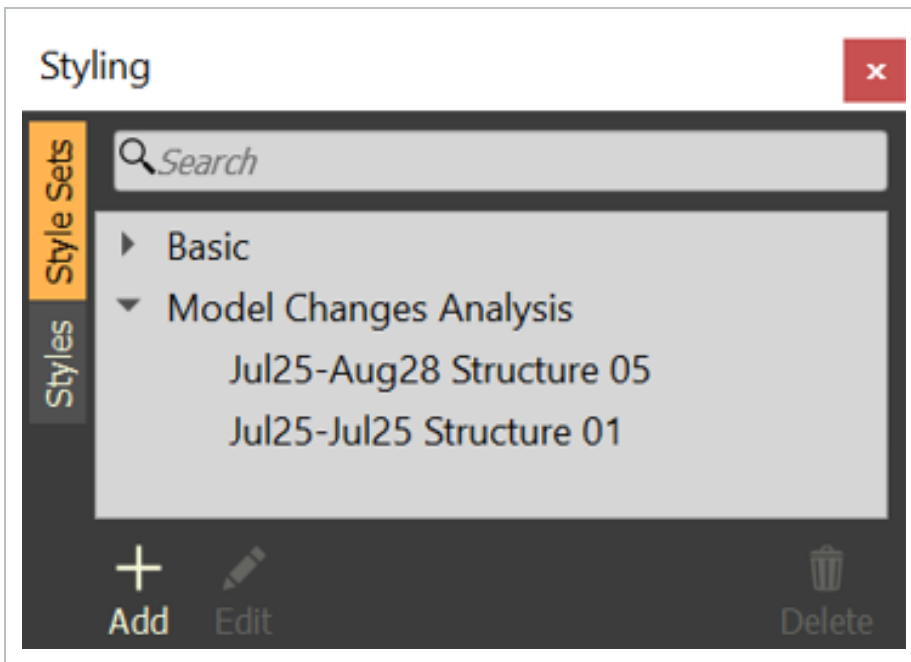 Styling
x
Style Sets
Styles
Search
Basic
Model Changes Analysis
Jul25-Aug28 Structure 05
Jul25-Jul25 Structure 01
Add
Edit
Delete